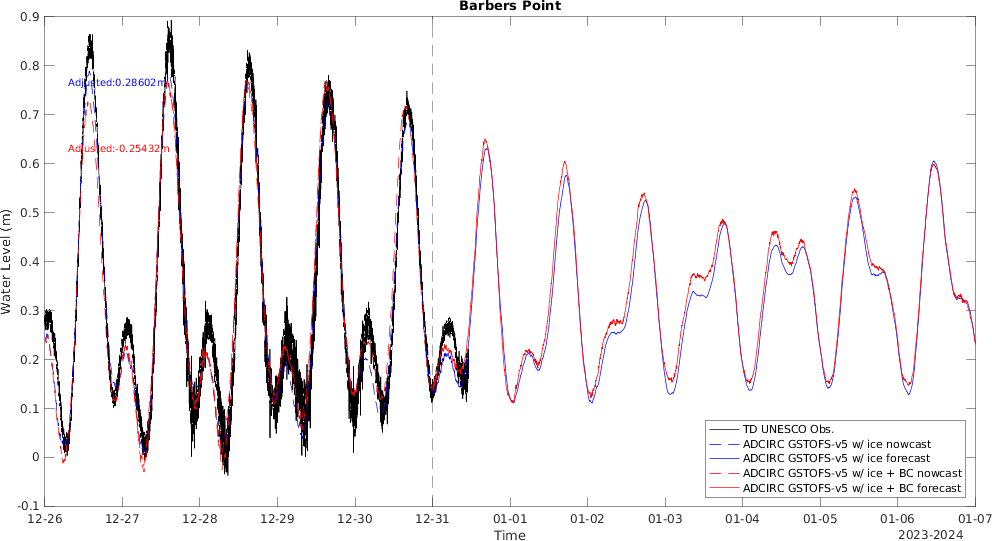 Barbers Point
Water Level (m)
0.9
0.8
0.7
0.6
0.5
0.4
0.3
0.2
0.1
0
-0.1
Adjusted:0.28602m
Adjusted:-0.25432m
TD UNESCO Obs.
ADCIRC GSTOFS-v5 w/ ice nowcast
ADCIRC GSTOFS-v5 w/ ice forecast
ADCIRC GSTOFS-v5 w/ ice + BC nowcast
ADCIRC GSTOFS-v5 w/ ice + BC forecast
12-26 12-27 12-28 12-29 12-30 12-31 01-01 01-02 01-03 01-04 01-05 01-06 01-07
Time
2023-2024